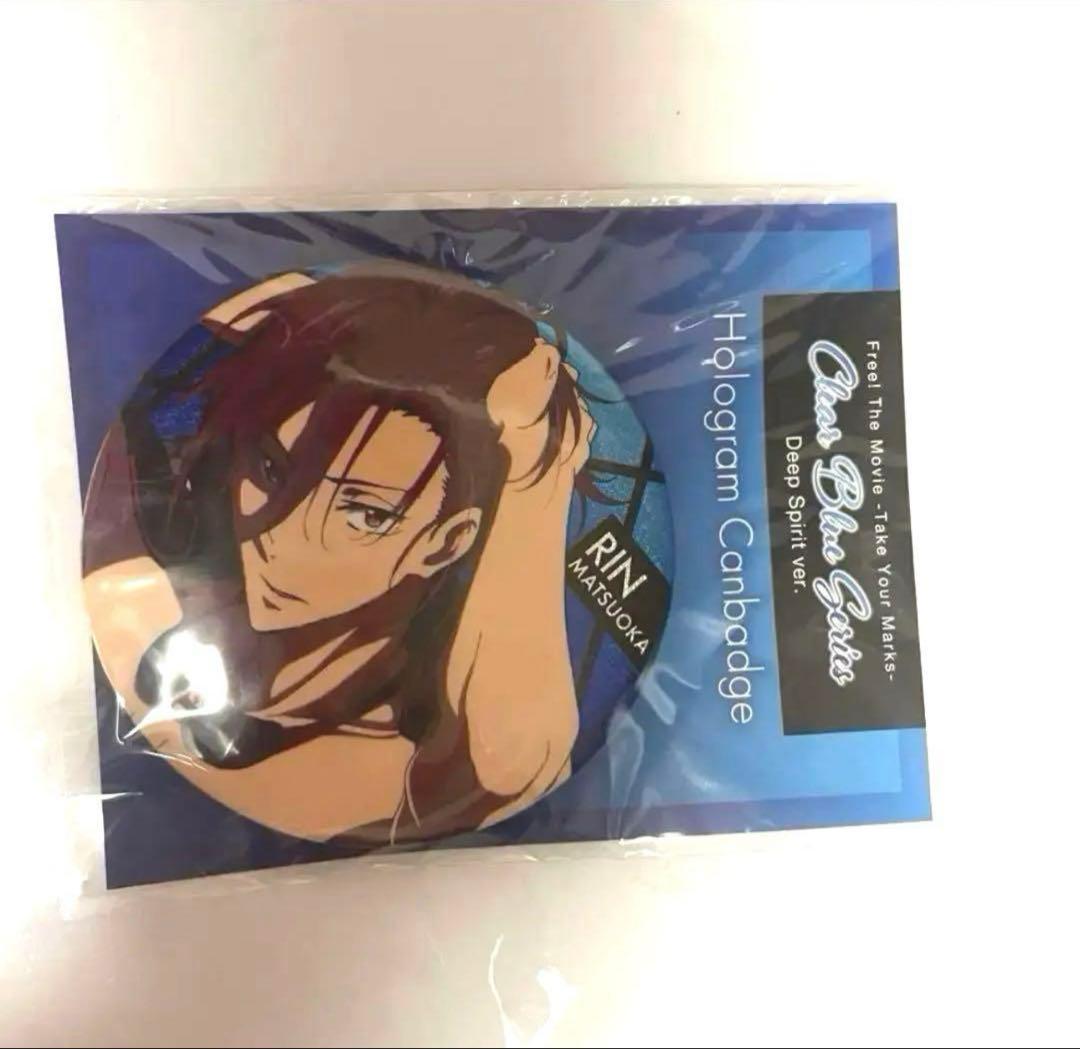 Free! The Movie -Take Your Marks-
Clear Blue Series
Deep Spirit ver.
Hologram Canbadge
RIN
MATSUOKA